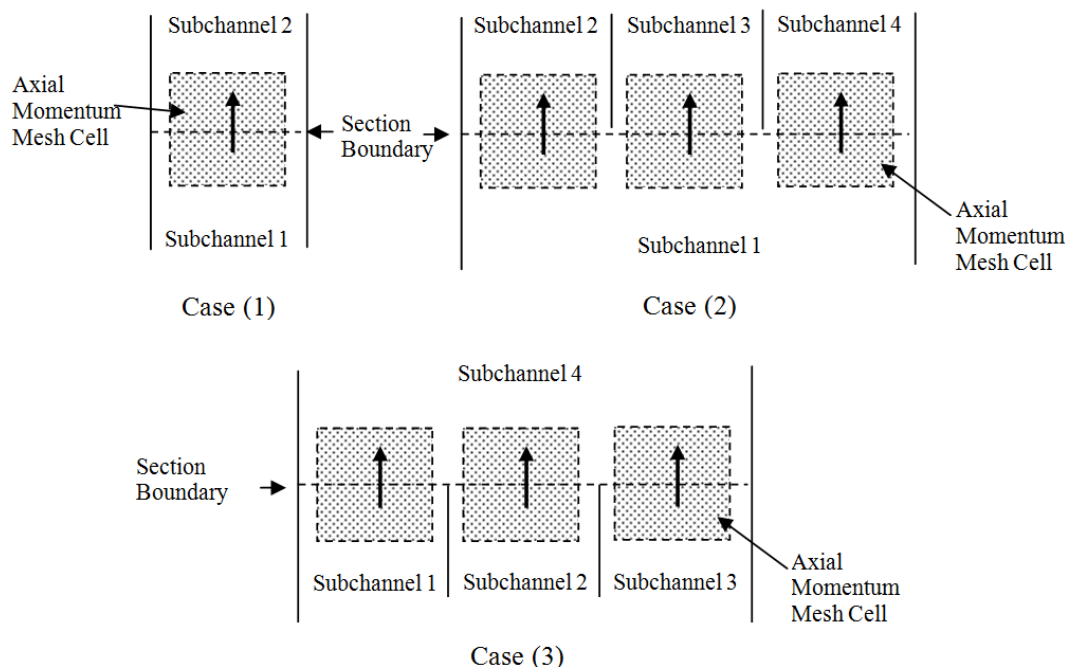 Subchannel 2
Axial
Momentum
Mesh Cell
Subchannel 1
Case (1)
Section
Boundary
Subchannel 2
Subchannel 3
Subchannel 4
Subchannel 1
Axial
Momentum
Mesh Cell
Case (2)
Subchannel 4
Section
Boundary
Subchannel 1
Subchannel 2
Subchannel 3
Axial
Momentum
Mesh Cell
Case (3)